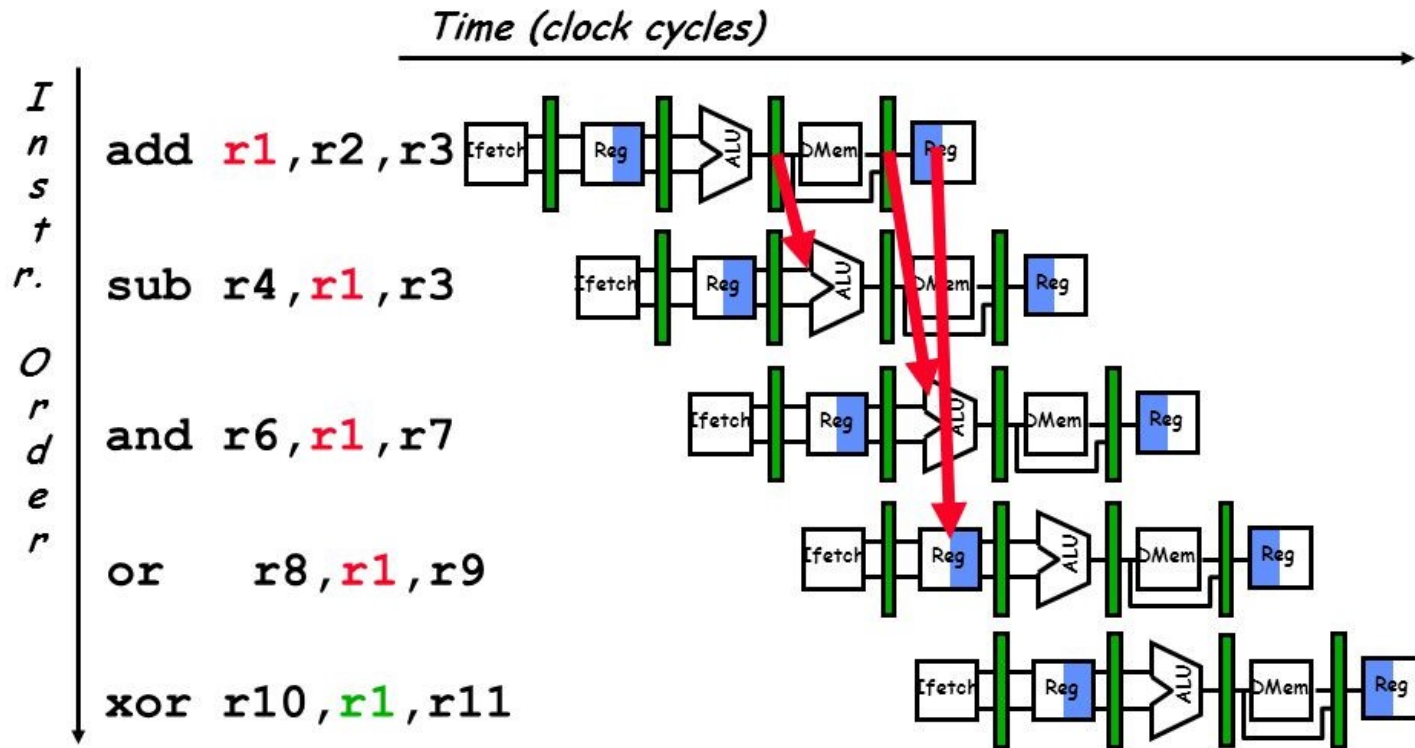 Time (clock cycles)
Instr. Order
add r1,r2,r3
Ifetch Reg ALU DMem Reg
sub r4,r1,r3
Ifetch Reg ALU DMem Reg
and r6,r1,r7
Ifetch Reg ALU DMem Reg
or r8,r1,r9
Ifetch Reg ALU DMem Reg
xor r10,r1,r11
Ifetch Reg ALU DMem Reg